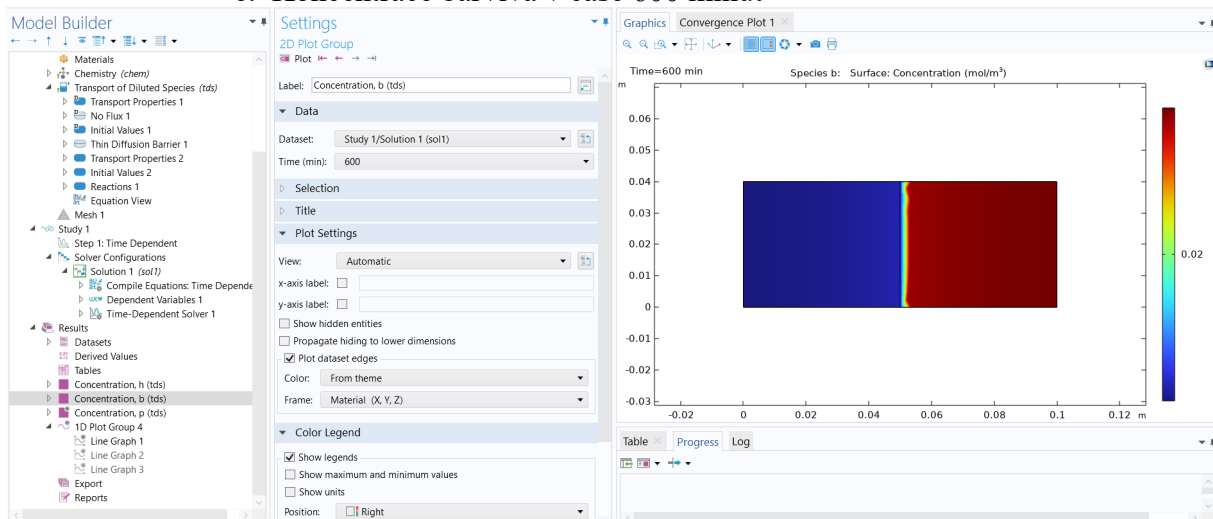 Model Builder
Materials
Chemistry (chem)
Transport of Diluted Species (tds)
Transport Properties 1
No Flux 1
Initial Values 1
Thin Diffusion Barrier 1
Transport Properties 2
Initial Values 2
Reactions 1
Equation View
Mesh 1
Study 1
Step 1: Time Dependent
Solver Configurations
Solution 1 (sol1)
Compile Equations: Time Depende
Dependent Variables 1
Time-Dependent Solver 1
Results
Datasets
Derived Values
Tables
Concentration, h (tds)
Concentration, b (tds)
Concentration, p (tds)
1D Plot Group 4
Line Graph 1
Line Graph 2
Line Graph 3
Export
Reports
Settings
2D Plot Group
Plot
Label: Concentration, b (tds)
Data
Dataset: Study 1/Solution 1 (sol1)
Time (min): 600
Selection
Title
Plot Settings
View: Automatic
x-axis label:
y-axis label:
Show hidden entities
Propagate hiding to lower dimensions
Plot dataset edges
Color: From theme
Frame: Material (X, Y, Z)
Color Legend
Show legends
Show maximum and minimum values
Show units
Position: Right
Graphics Convergence Plot 1
Time=600 min Species b: Surface: Concentration (mol/m³)
m
0.06
0.05
0.04
0.03
0.02
0.01
0
-0.01
-0.02
-0.03
-0.02 0 0.02 0.04 0.06 0.08 0.1 0.12 m
0.02
Table Progress Log